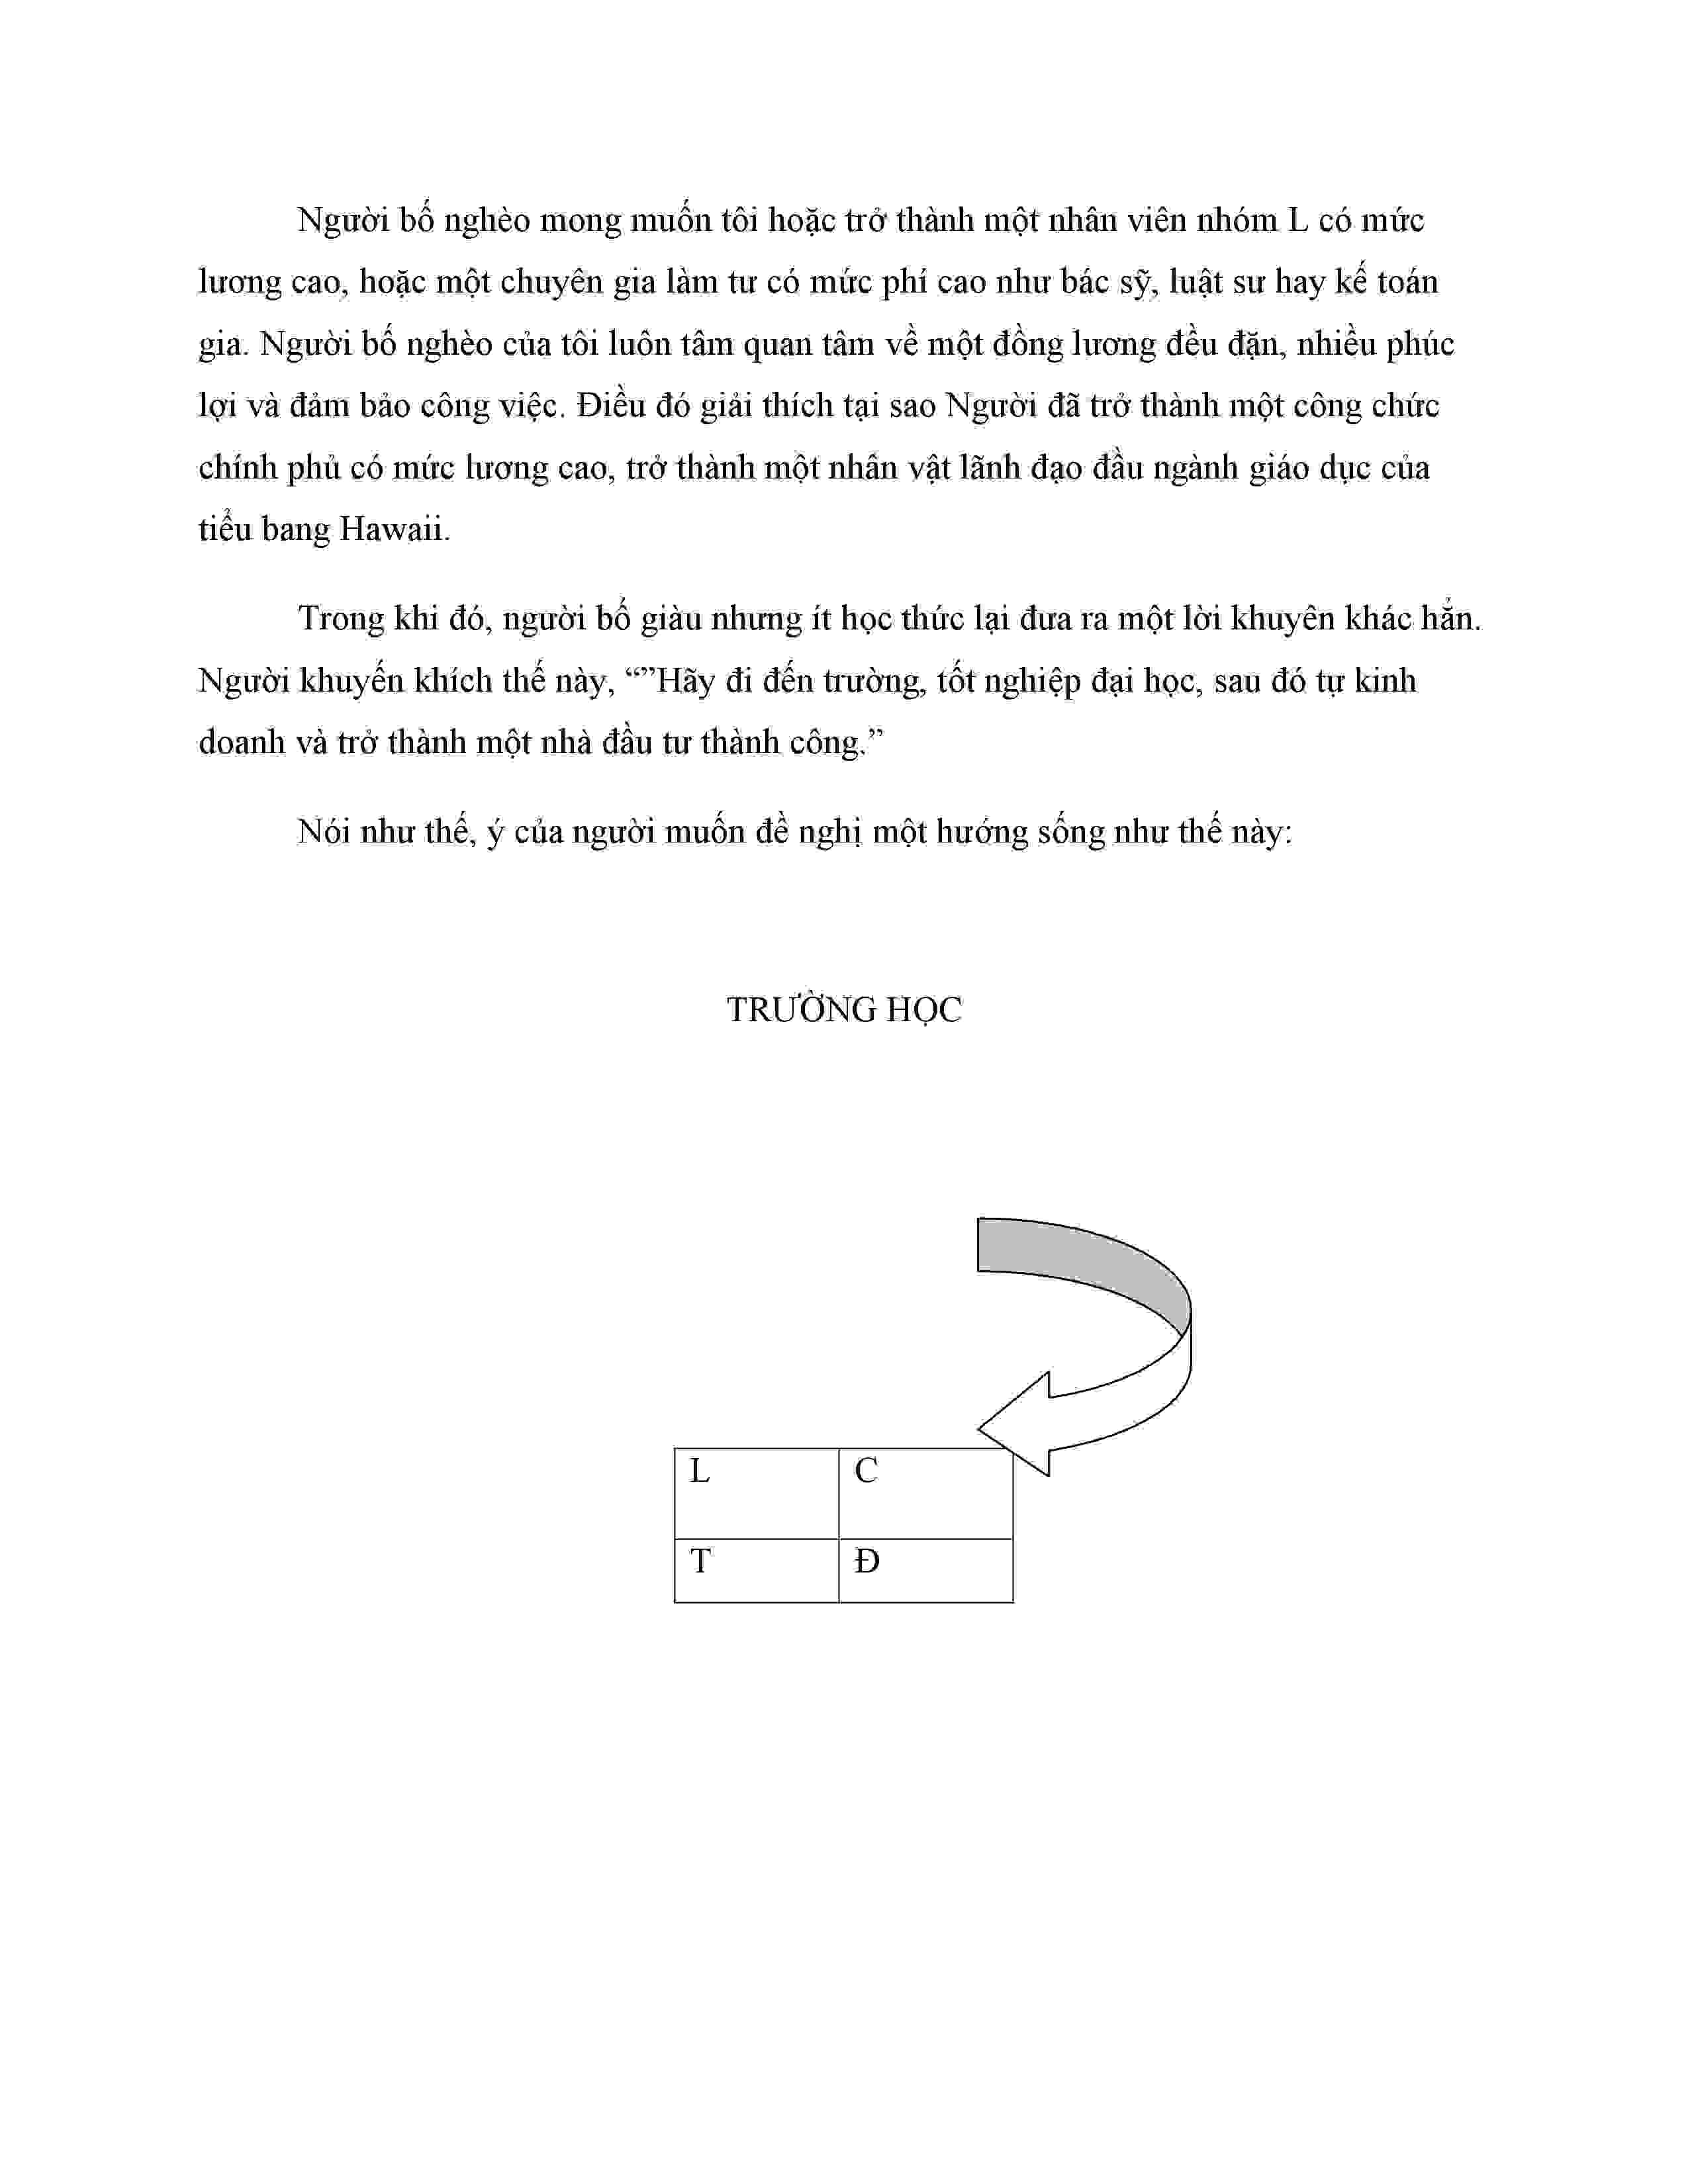 Người bố nghèo mong muốn tôi hoặc trở thành một nhân viên nhóm L có mức
lương cao, hoặc một chuyên gia làm tư có mức phí cao như bác sỹ, luật sư hay kế toán
gia. Người bố nghèo của tôi luôn tâm quan tâm về một đồng lương đều đặn, nhiều phúc
lợi và đảm bảo công việc. Điều đó giải thích tại sao Người đã trở thành một công chức
chính phủ có mức lương cao, trở thành một nhân vật lãnh đạo đầu ngành giáo dục của
tiểu bang Hawaii.
Trong khi đó, người bố giàu nhưng ít học thức lại đưa ra một lời khuyên khác hẳn.
Người khuyến khích thế này, “”Hãy đi đến trường, tốt nghiệp đại học, sau đó tự kinh
doanh và trở thành một nhà đầu tư thành công.”
Nói như thế, ý của người muốn đề nghị một hướng sống như thế này:
TRƯỜNG HỌC
L C
T Đ